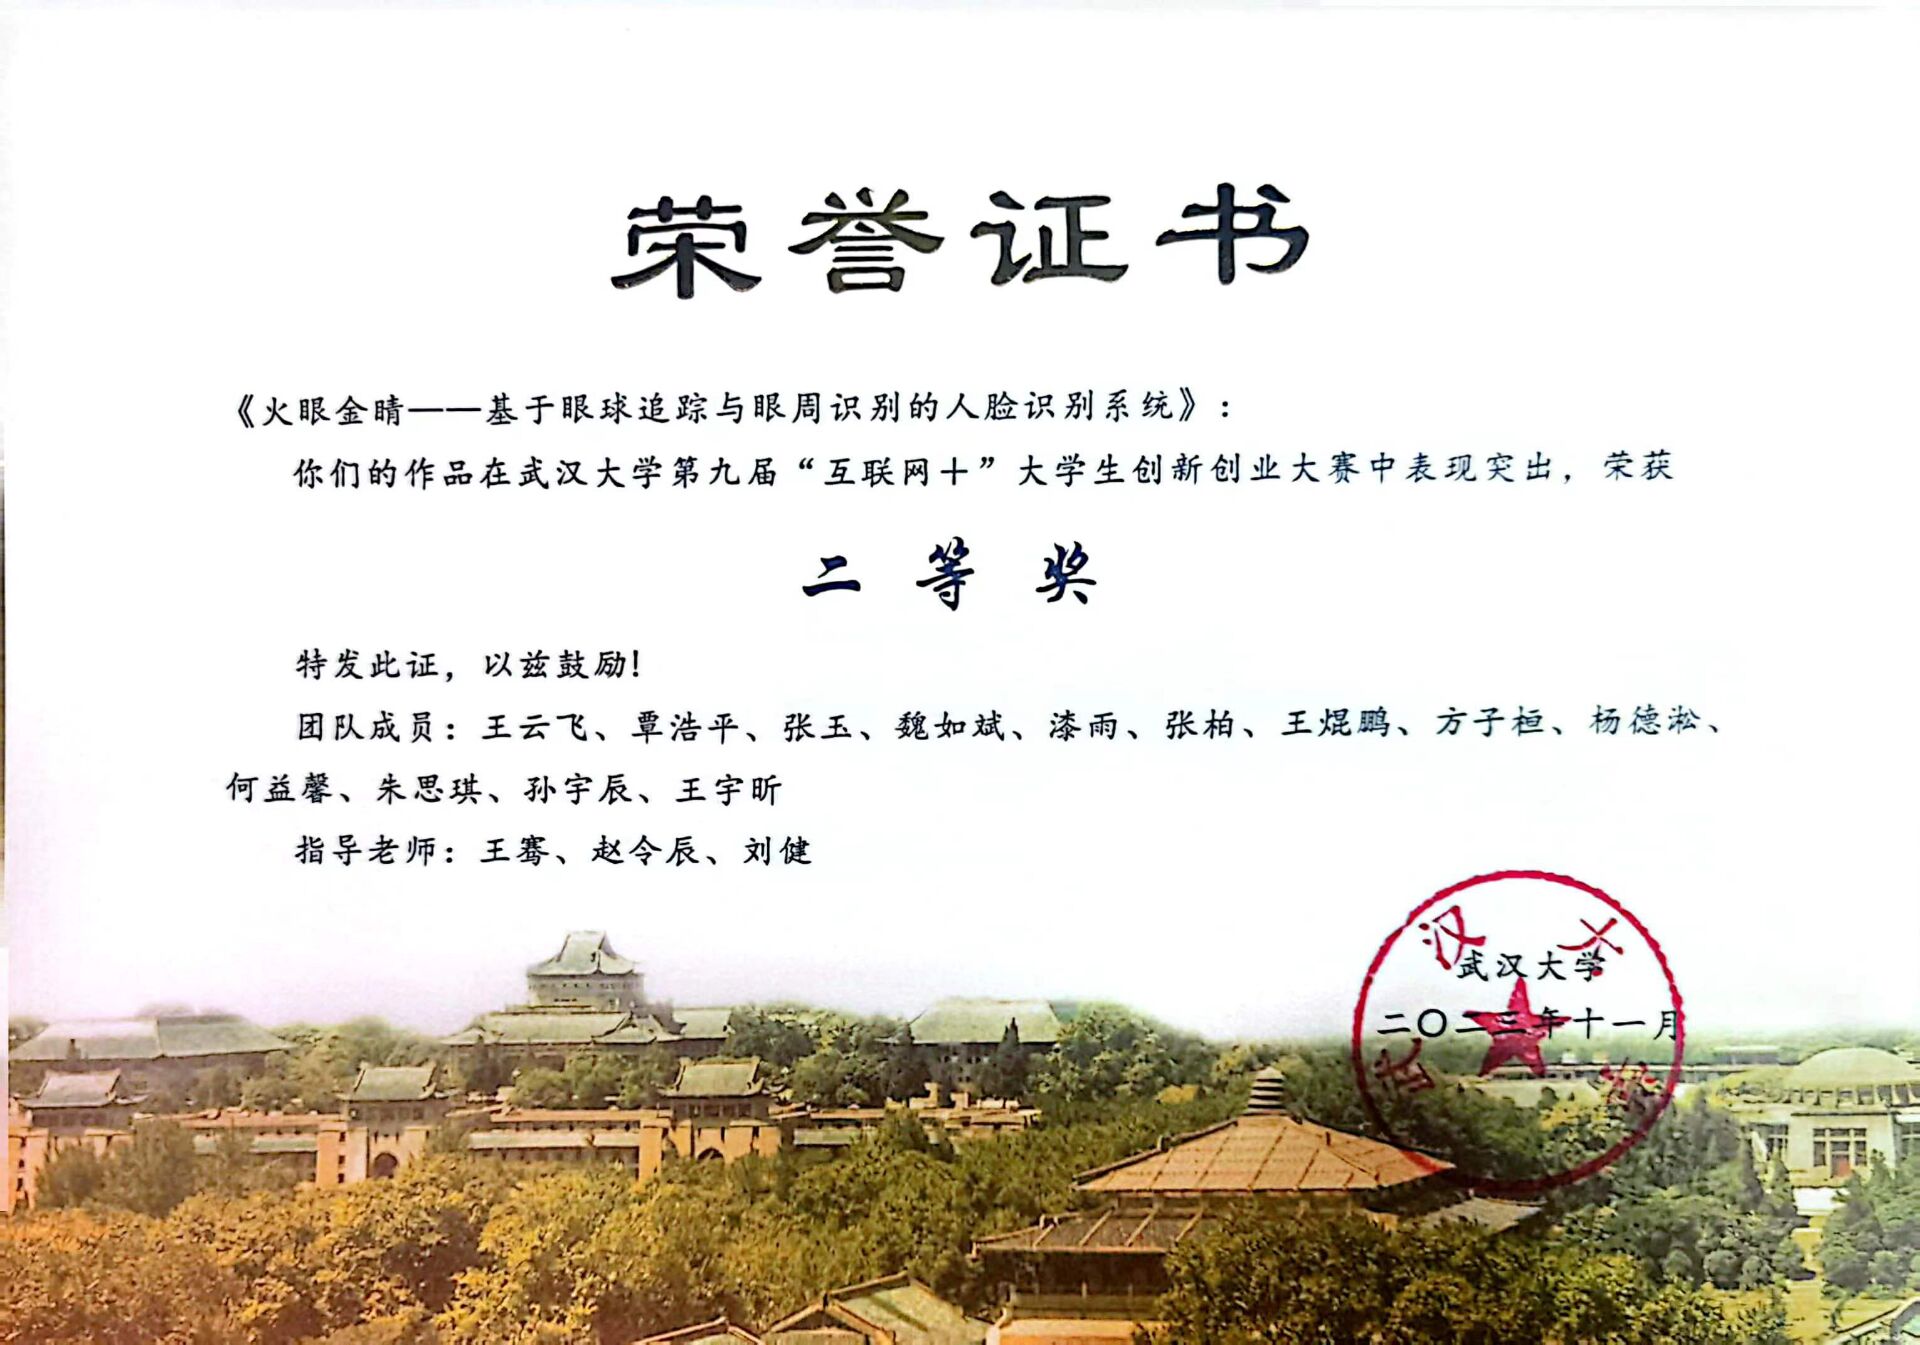 荣誉证书
《火眼金睛——基于眼球追踪与眼周识别的人脸识别系统》：
你们的作品在武汉大学第九届“互联网＋”大学生创新创业大赛中表现突出，荣获
二等奖
特发此证，以兹鼓励！
团队成员：王云飞、覃浩平、张玉、魏如斌、漆雨、张柏、王焜鹏、方子桓、杨德淞、
何益馨、朱思琪、孙宇辰、王宇昕
指导老师：王骞、赵令辰、刘健
武汉大学
武汉大学
二〇二三年十一月